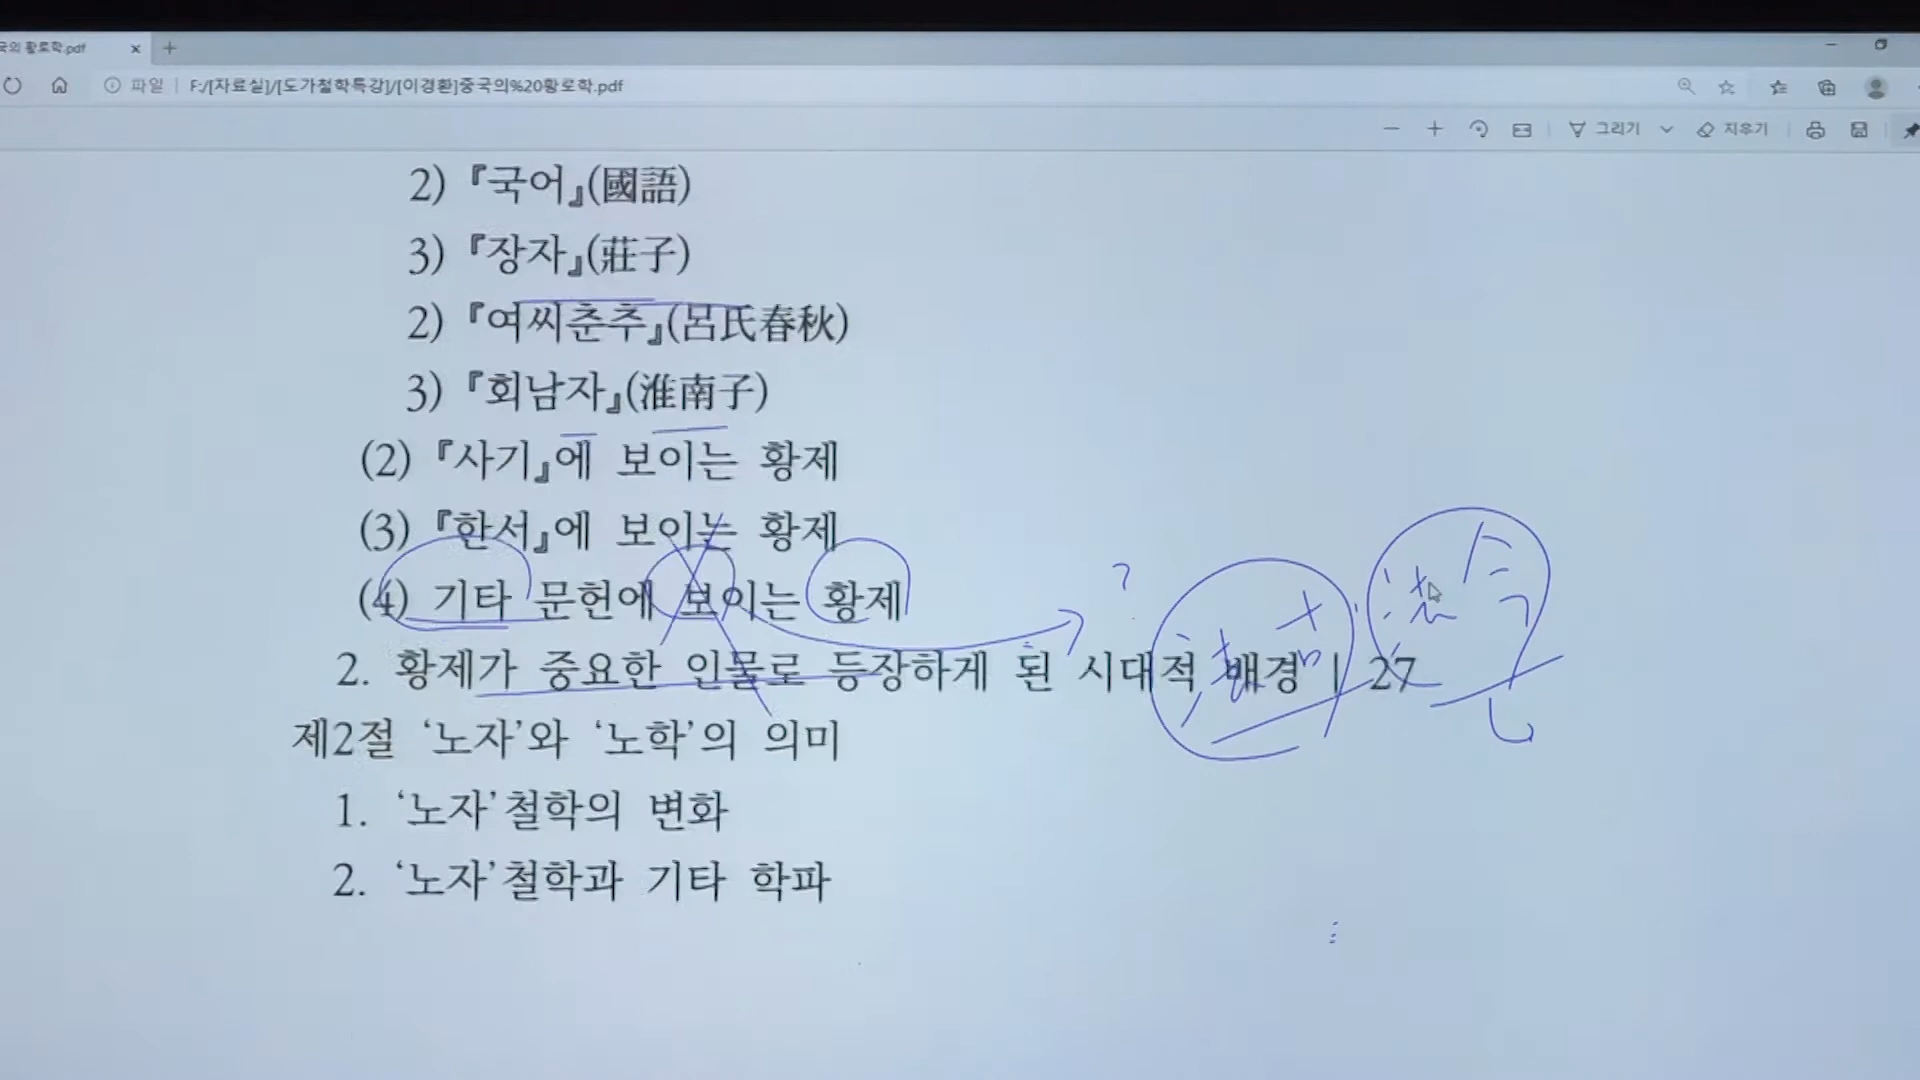 국의 황로학.pdf
파일 F:/[자료실]/[도가철학특강]/[이경환]중국의%20황로학.pdf
그리기 지우기
2) 『국어』(國語)
3) 『장자』(莊子)
2) 『여씨춘추』(呂氏春秋)
3) 『회남자』(淮南子)
(2) 『사기』에 보이는 황제
(3) 『한서』에 보이는 황제
(4) 기타 문헌에 보이는 황제
?
2. 황제가 중요한 인물로 등장하게 된 시대적 배경 | 27
제2절 ‘노자’와 ‘노학’의 의미
1. ‘노자’철학의 변화
2. ‘노자’철학과 기타 학파